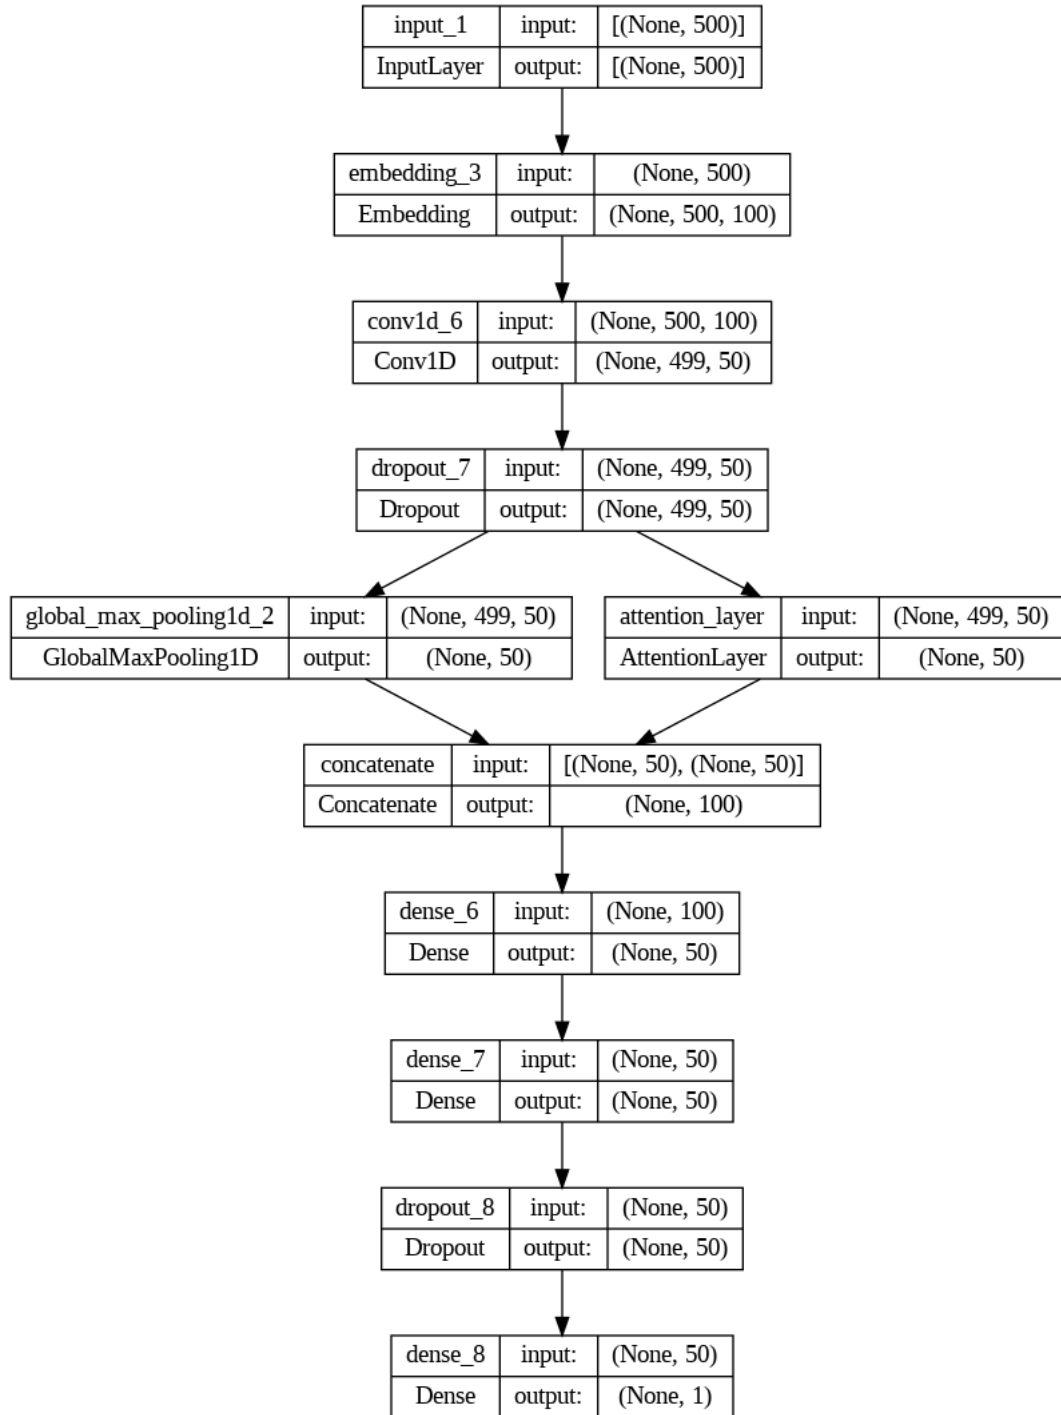 input_1 input: [(None, 500)]
InputLayer output: [(None, 500)]
embedding_3 input: (None, 500)
Embedding output: (None, 500, 100)
conv1d_6 input: (None, 500, 100)
Conv1D output: (None, 499, 50)
dropout_7 input: (None, 499, 50)
Dropout output: (None, 499, 50)
global_max_pooling1d_2 input: (None, 499, 50)
GlobalMaxPooling1D output: (None, 50)
attention_layer input: (None, 499, 50)
AttentionLayer output: (None, 50)
concatenate input: [(None, 50), (None, 50)]
Concatenate output: (None, 100)
dense_6 input: (None, 100)
Dense output: (None, 50)
dense_7 input: (None, 50)
Dense output: (None, 50)
dropout_8 input: (None, 50)
Dropout output: (None, 50)
dense_8 input: (None, 50)
Dense output: (None, 1)